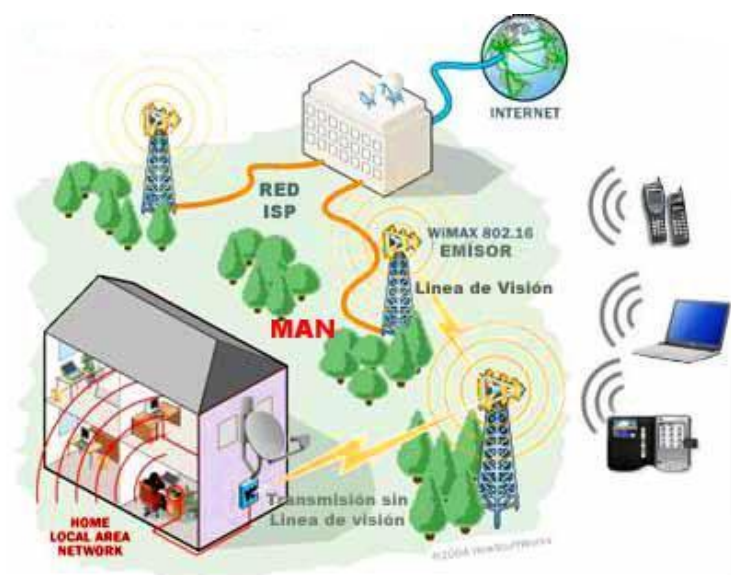 INTERNET
RED
ISP
WiMAX 802.16
EMÍSOR
Linea de Visión
MAN
Transmisión sin
Linea de visión
HOME
LOCAL AREA
NETWORK
©2004 HowStuffWorks